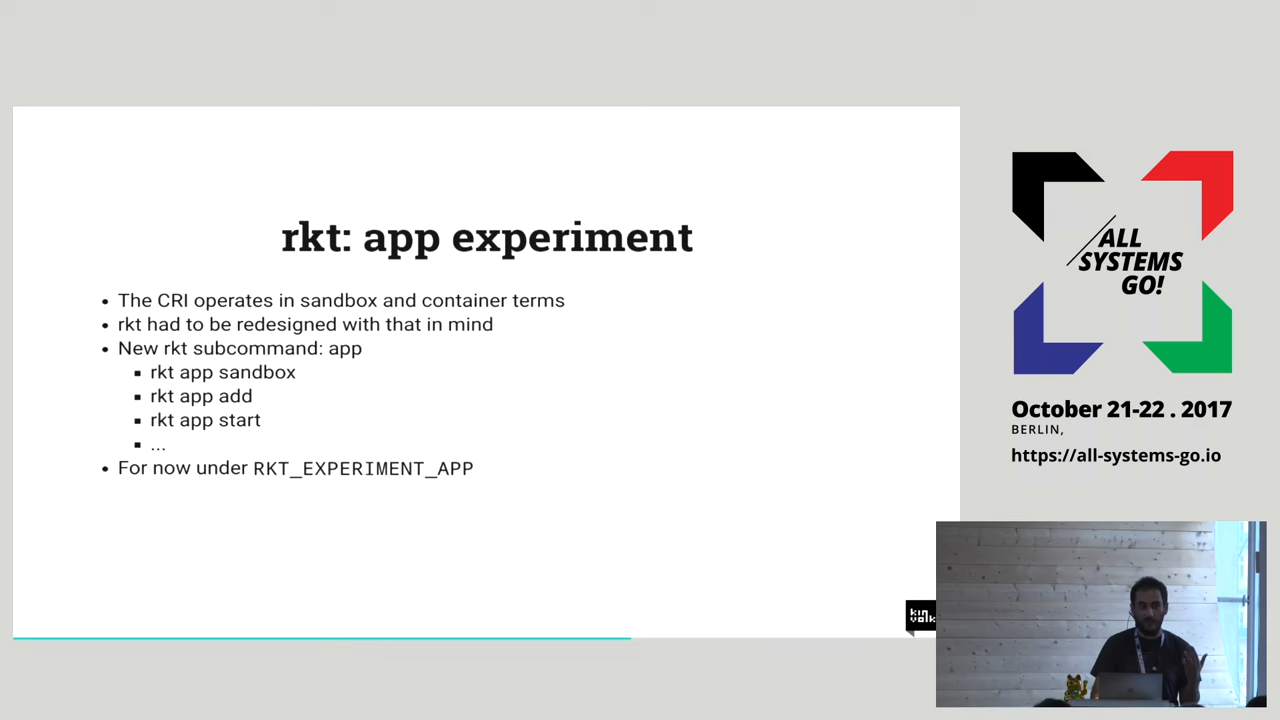 rkt: app experiment
The CRI operates in sandbox and container terms
rkt had to be redesigned with that in mind
New rkt subcommand: app
rkt app sandbox
rkt app add
rkt app start
...
For now under RKT_EXPERIMENT_APP
kin
volk
ALL
SYSTEMS
GO!
October 21-22 . 2017
BERLIN,
https://all-systems-go.io